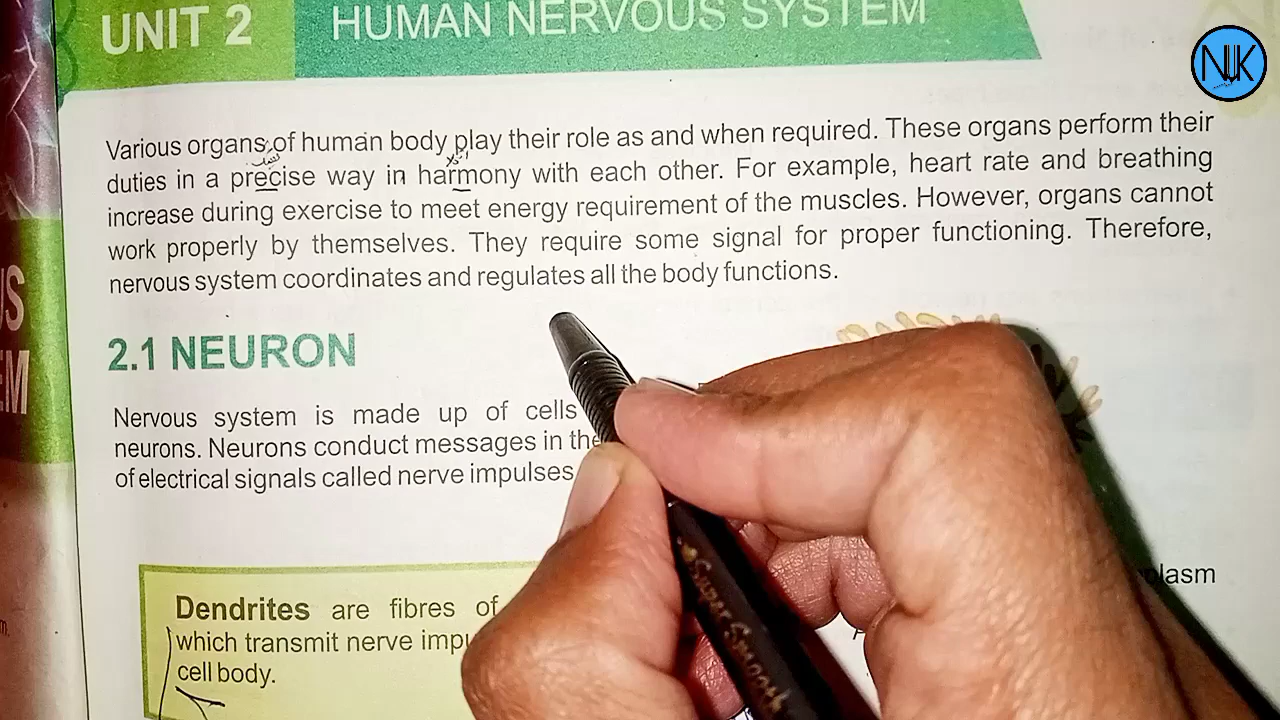 UNIT 2
HUMAN NERVOUS SYSTEM
NK
Various organs of human body play their role as and when required. These organs perform their
duties in a precise way in harmony with each other. For example, heart rate and breathing
increase during exercise to meet energy requirement of the muscles. However, organs cannot
work properly by themselves. They require some signal for proper functioning. Therefore,
nervous system coordinates and regulates all the body functions.
2.1 NEURON
Nervous system is made up of cells
neurons. Neurons conduct messages in the
of electrical signals called nerve impulses
Dendrites are fibres of
which transmit nerve impu
cell body.
plasm